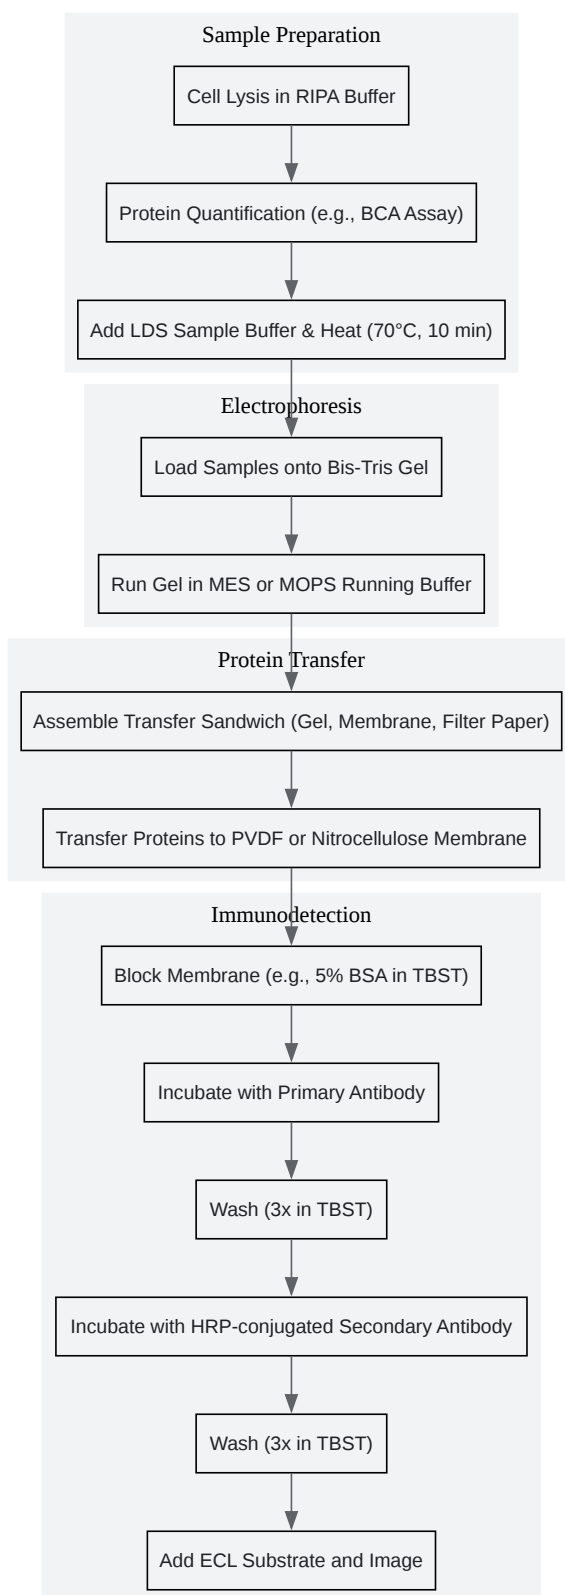 Sample Preparation
Cell Lysis in RIPA Buffer
Protein Quantification (e.g., BCA Assay)
Add LDS Sample Buffer & Heat (70°C, 10 min)
Electrophoresis
Load Samples onto Bis-Tris Gel
Run Gel in MES or MOPS Running Buffer
Protein Transfer
Assemble Transfer Sandwich (Gel, Membrane, Filter Paper)
Transfer Proteins to PVDF or Nitrocellulose Membrane
Immunodetection
Block Membrane (e.g., 5% BSA in TBST)
Incubate with Primary Antibody
Wash (3x in TBST)
Incubate with HRP-conjugated Secondary Antibody
Wash (3x in TBST)
Add ECL Substrate and Image